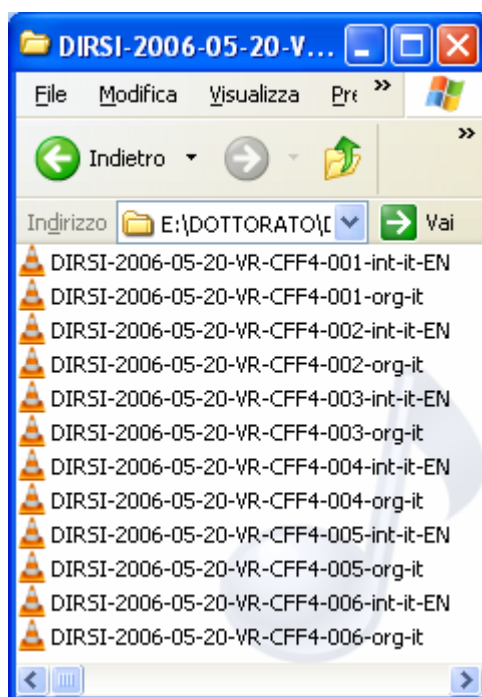 DIRSI-2006-05-20-V...
File Modifica Visualizza Pre »
Indietro »
Indirizzo E:\DOTTORATO\D Vai
DIRSI-2006-05-20-VR-CFF4-001-int-it-EN
DIRSI-2006-05-20-VR-CFF4-001-org-it
DIRSI-2006-05-20-VR-CFF4-002-int-it-EN
DIRSI-2006-05-20-VR-CFF4-002-org-it
DIRSI-2006-05-20-VR-CFF4-003-int-it-EN
DIRSI-2006-05-20-VR-CFF4-003-org-it
DIRSI-2006-05-20-VR-CFF4-004-int-it-EN
DIRSI-2006-05-20-VR-CFF4-004-org-it
DIRSI-2006-05-20-VR-CFF4-005-int-it-EN
DIRSI-2006-05-20-VR-CFF4-005-org-it
DIRSI-2006-05-20-VR-CFF4-006-int-it-EN
DIRSI-2006-05-20-VR-CFF4-006-org-it